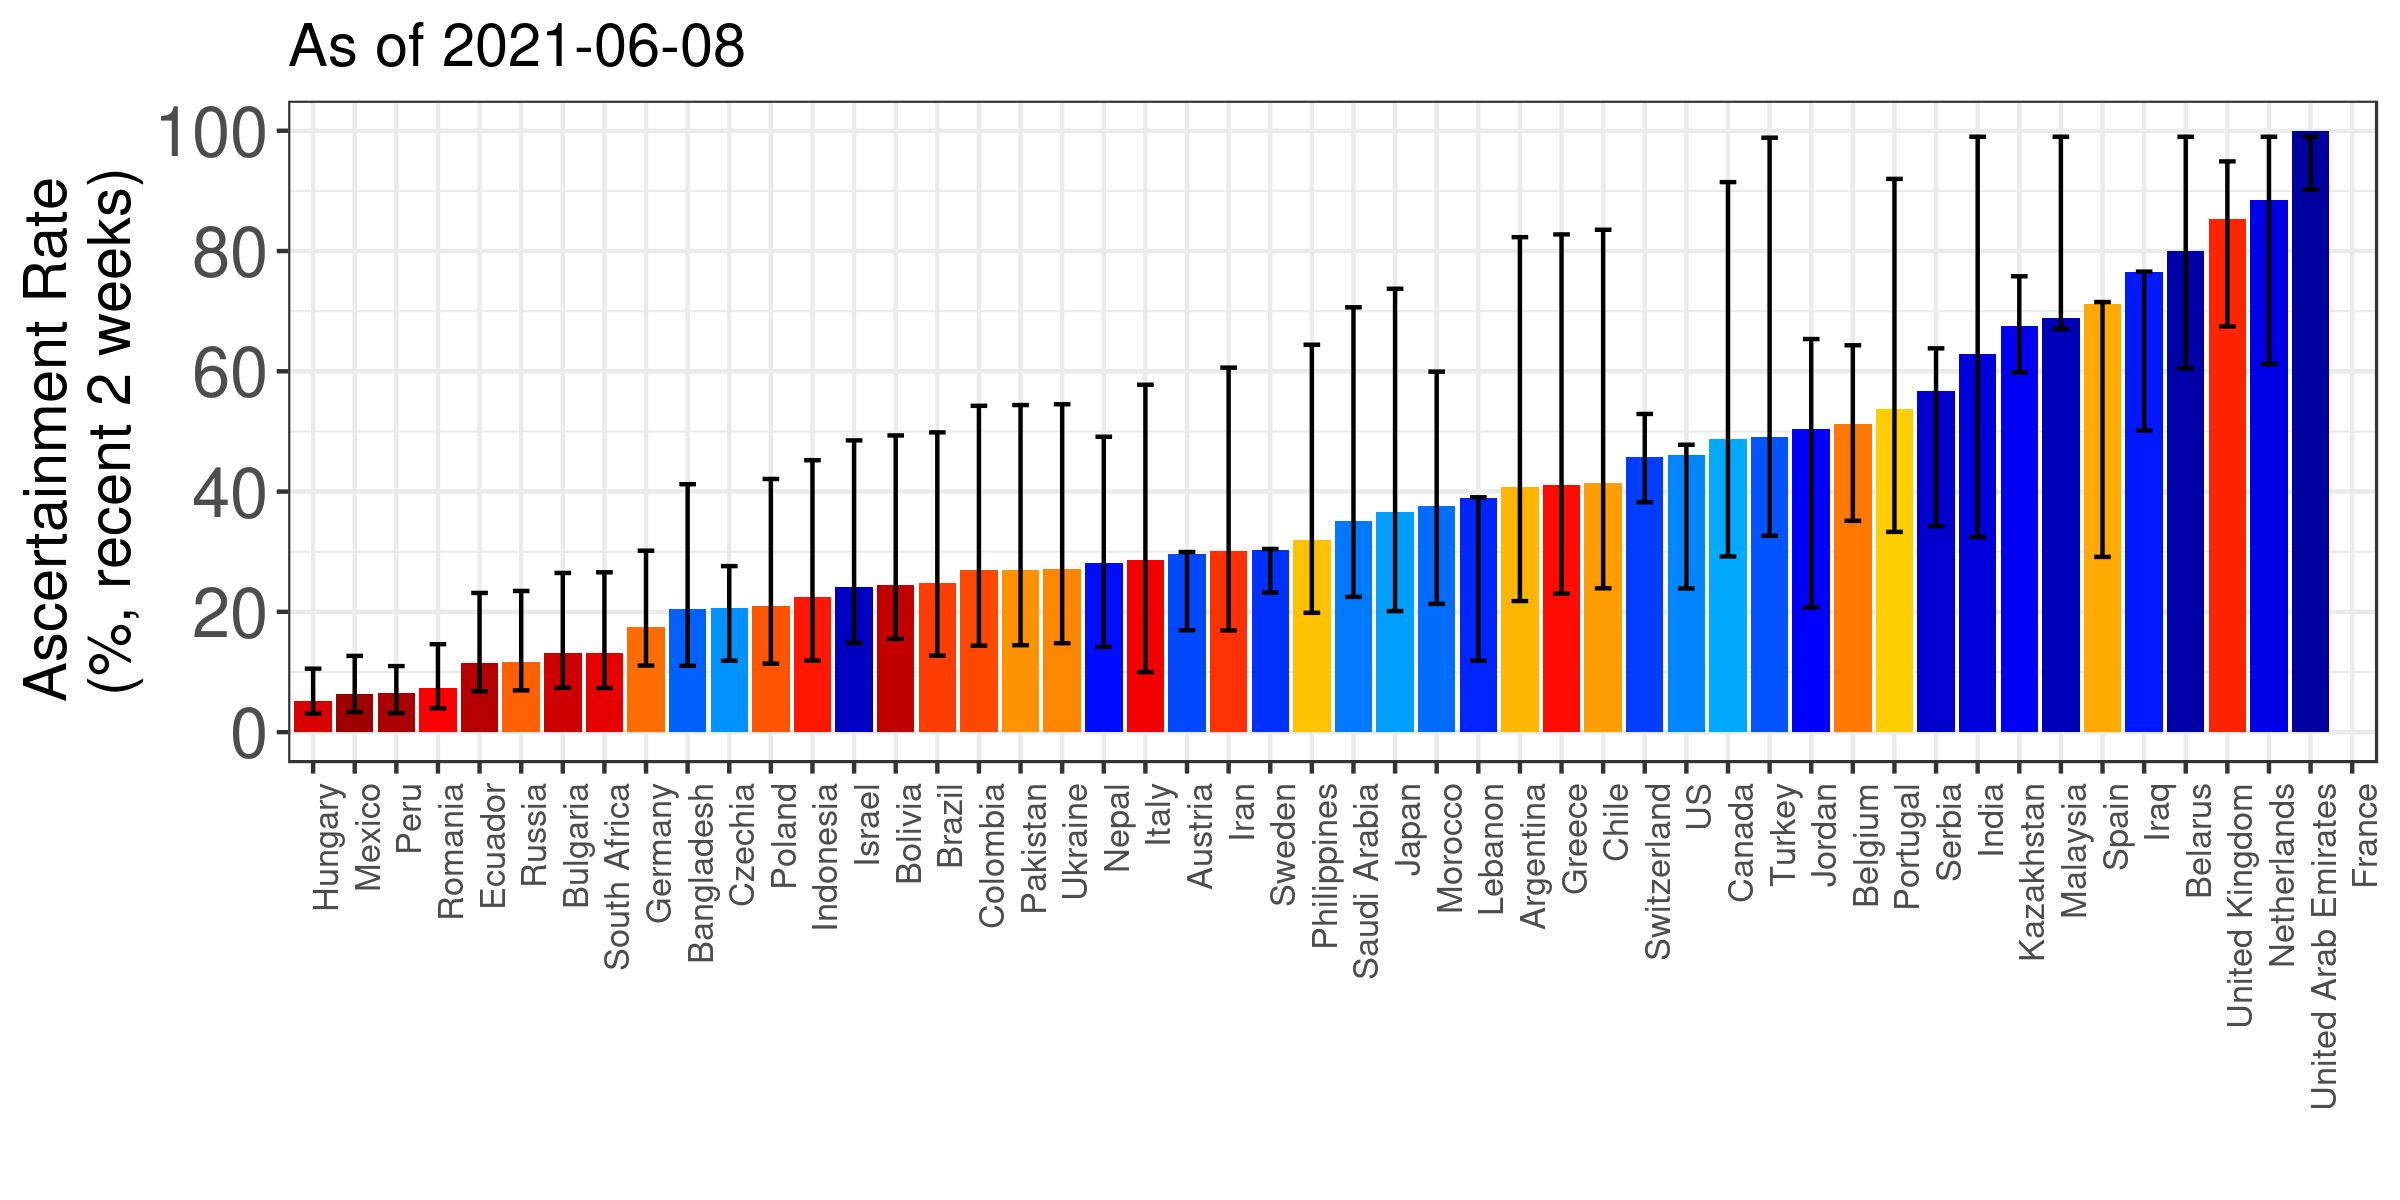 As of 2021-06-08
Ascertainment Rate
(%, recent 2 weeks)
100
80
60
40
20
0
Hungary
Mexico
Peru
Romania
Ecuador
Russia
Bulgaria
South Africa
Germany
Bangladesh
Czechia
Poland
Indonesia
Israel
Bolivia
Brazil
Colombia
Pakistan
Ukraine
Nepal
Italy
Austria
Iran
Sweden
Philippines
Saudi Arabia
Japan
Morocco
Lebanon
Argentina
Greece
Chile
Switzerland
US
Canada
Turkey
Jordan
Belgium
Portugal
Serbia
India
Kazakhstan
Malaysia
Spain
Iraq
Belarus
United Kingdom
Netherlands
United Arab Emirates
France